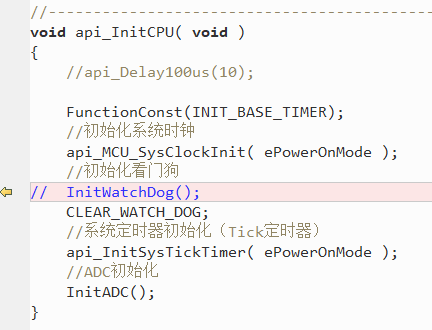 //------------------------------------------
void api_InitCPU( void )
{
//api_Delay100us(10);
FunctionConst(INIT_BASE_TIMER);
//初始化系统时钟
api_MCU_SysClockInit( ePowerOnMode );
//初始化看门狗
//  InitWatchDog();
CLEAR_WATCH_DOG;
//系统定时器初始化（Tick定时器）
api_InitSysTickTimer( ePowerOnMode );
//ADC初始化
InitADC();
}